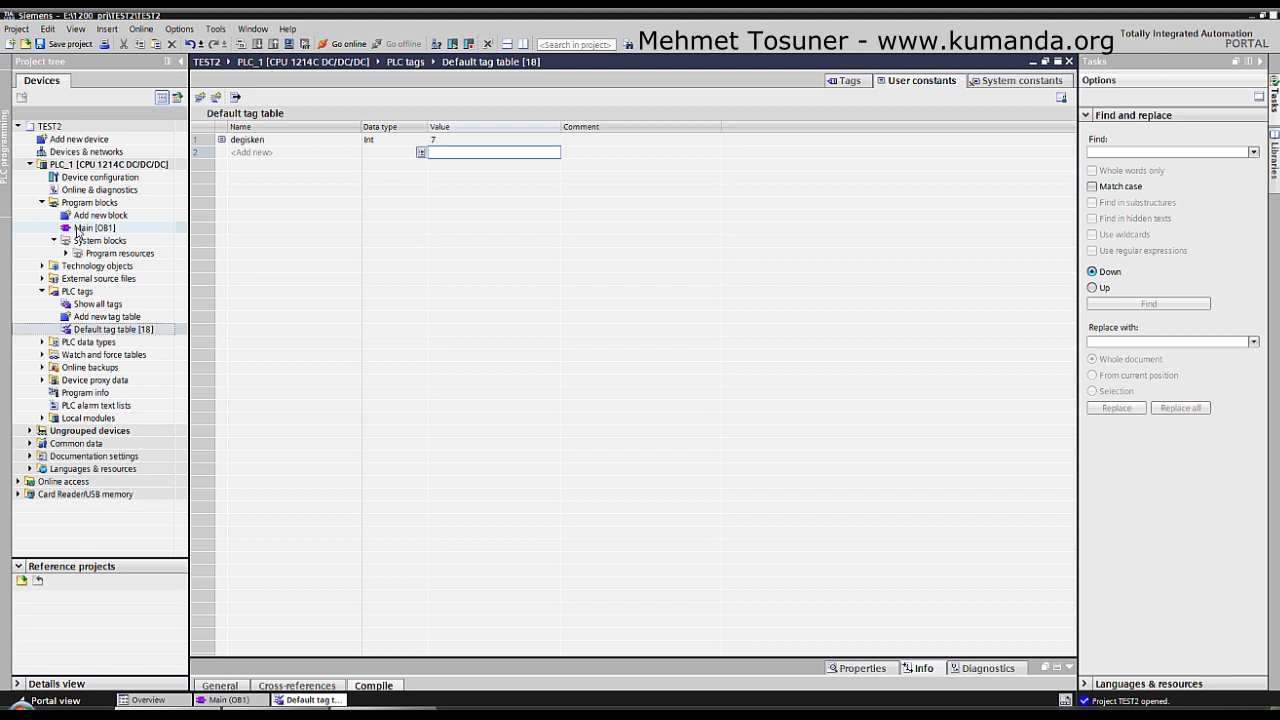 Siemens - E:\1200_prj\TEST2\TEST2
Project Edit View Insert Online Options Tools Window Help
Save project Go online Go offline <Search in project>
Mehmet Tosuner - www.kumanda.org
Totally Integrated Automation
PORTAL
Project tree
Devices
TEST2
Add new device
Devices & networks
PLC_1 [CPU 1214C DC/DC/DC]
Device configuration
Online & diagnostics
Program blocks
Add new block
Main [OB1]
System blocks
Program resources
Technology objects
External source files
PLC tags
Show all tags
Add new tag table
Default tag table [18]
PLC data types
Watch and force tables
Online backups
Device proxy data
Program info
PLC alarm text lists
Local modules
Ungrouped devices
Common data
Documentation settings
Languages & resources
Online access
Card Reader/USB memory
Reference projects
Details view
PLC programming
TEST2 PLC_1 [CPU 1214C DC/DC/DC] PLC tags Default tag table [18]
Tags User constants System constants
Default tag table
Name Data type Value Comment
1 degisken Int 7
2 <Add new>
Properties Info Diagnostics
General Cross-references Compile
Tasks
Options
Find and replace
Find:
Whole words only
Match case
Find in substructures
Find in hidden texts
Use wildcards
Use regular expressions
Down
Up
Find
Replace with:
Whole document
From current position
Selection
Replace Replace all
Languages & resources
Tasks
Libraries
Portal view Overview Main (OB1) Default tag t... Project TEST2 opened.